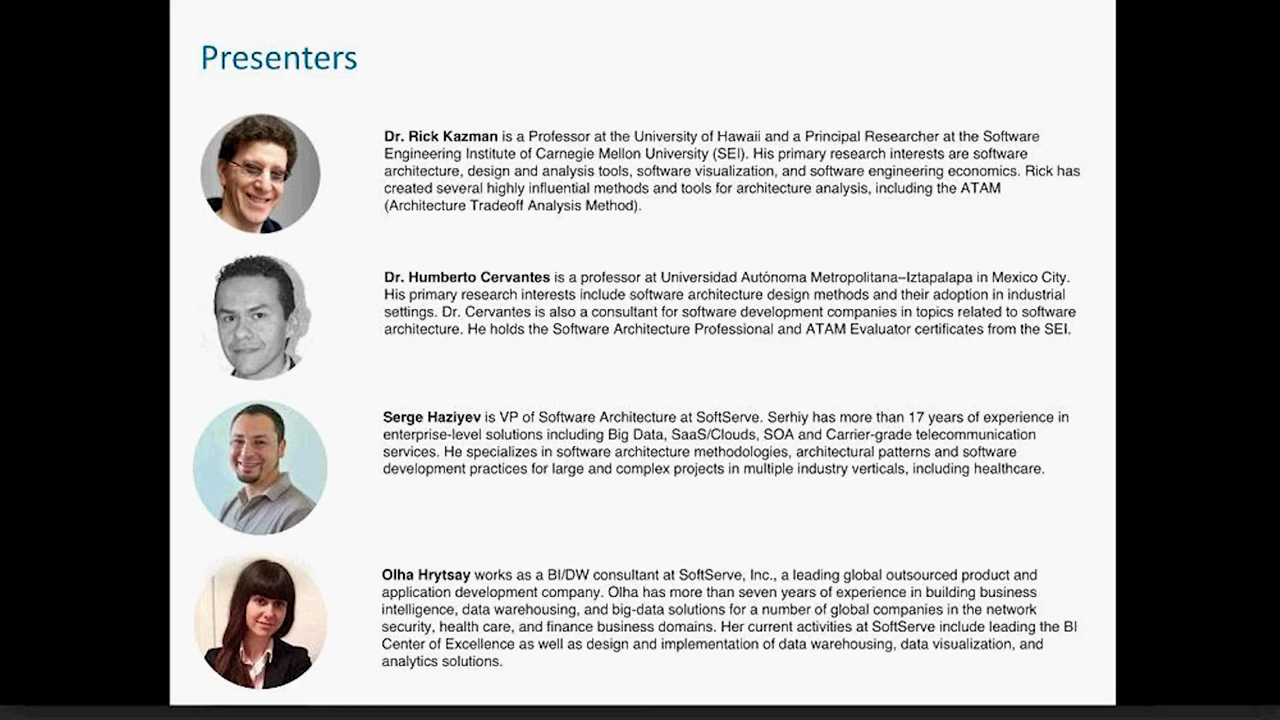 Presenters
Dr. Rick Kazman is a Professor at the University of Hawaii and a Principal Researcher at the Software
Engineering Institute of Carnegie Mellon University (SEI). His primary research interests are software
architecture, design and analysis tools, software visualization, and software engineering economics. Rick has
created several highly influential methods and tools for architecture analysis, including the ATAM
(Architecture Tradeoff Analysis Method).
Dr. Humberto Cervantes is a professor at Universidad Autónoma Metropolitana–Iztapalapa in Mexico City.
His primary research interests include software architecture design methods and their adoption in industrial
settings. Dr. Cervantes is also a consultant for software development companies in topics related to software
architecture. He holds the Software Architecture Professional and ATAM Evaluator certificates from the SEI.
Serge Haziyev is VP of Software Architecture at SoftServe. Serhiy has more than 17 years of experience in
enterprise-level solutions including Big Data, SaaS/Clouds, SOA and Carrier-grade telecommunication
services. He specializes in software architecture methodologies, architectural patterns and software
development practices for large and complex projects in multiple industry verticals, including healthcare.
Olha Hrytsay works as a BI/DW consultant at SoftServe, Inc., a leading global outsourced product and
application development company. Olha has more than seven years of experience in building business
intelligence, data warehousing, and big-data solutions for a number of global companies in the network
security, health care, and finance business domains. Her current activities at SoftServe include leading the BI
Center of Excellence as well as design and implementation of data warehousing, data visualization, and
analytics solutions.